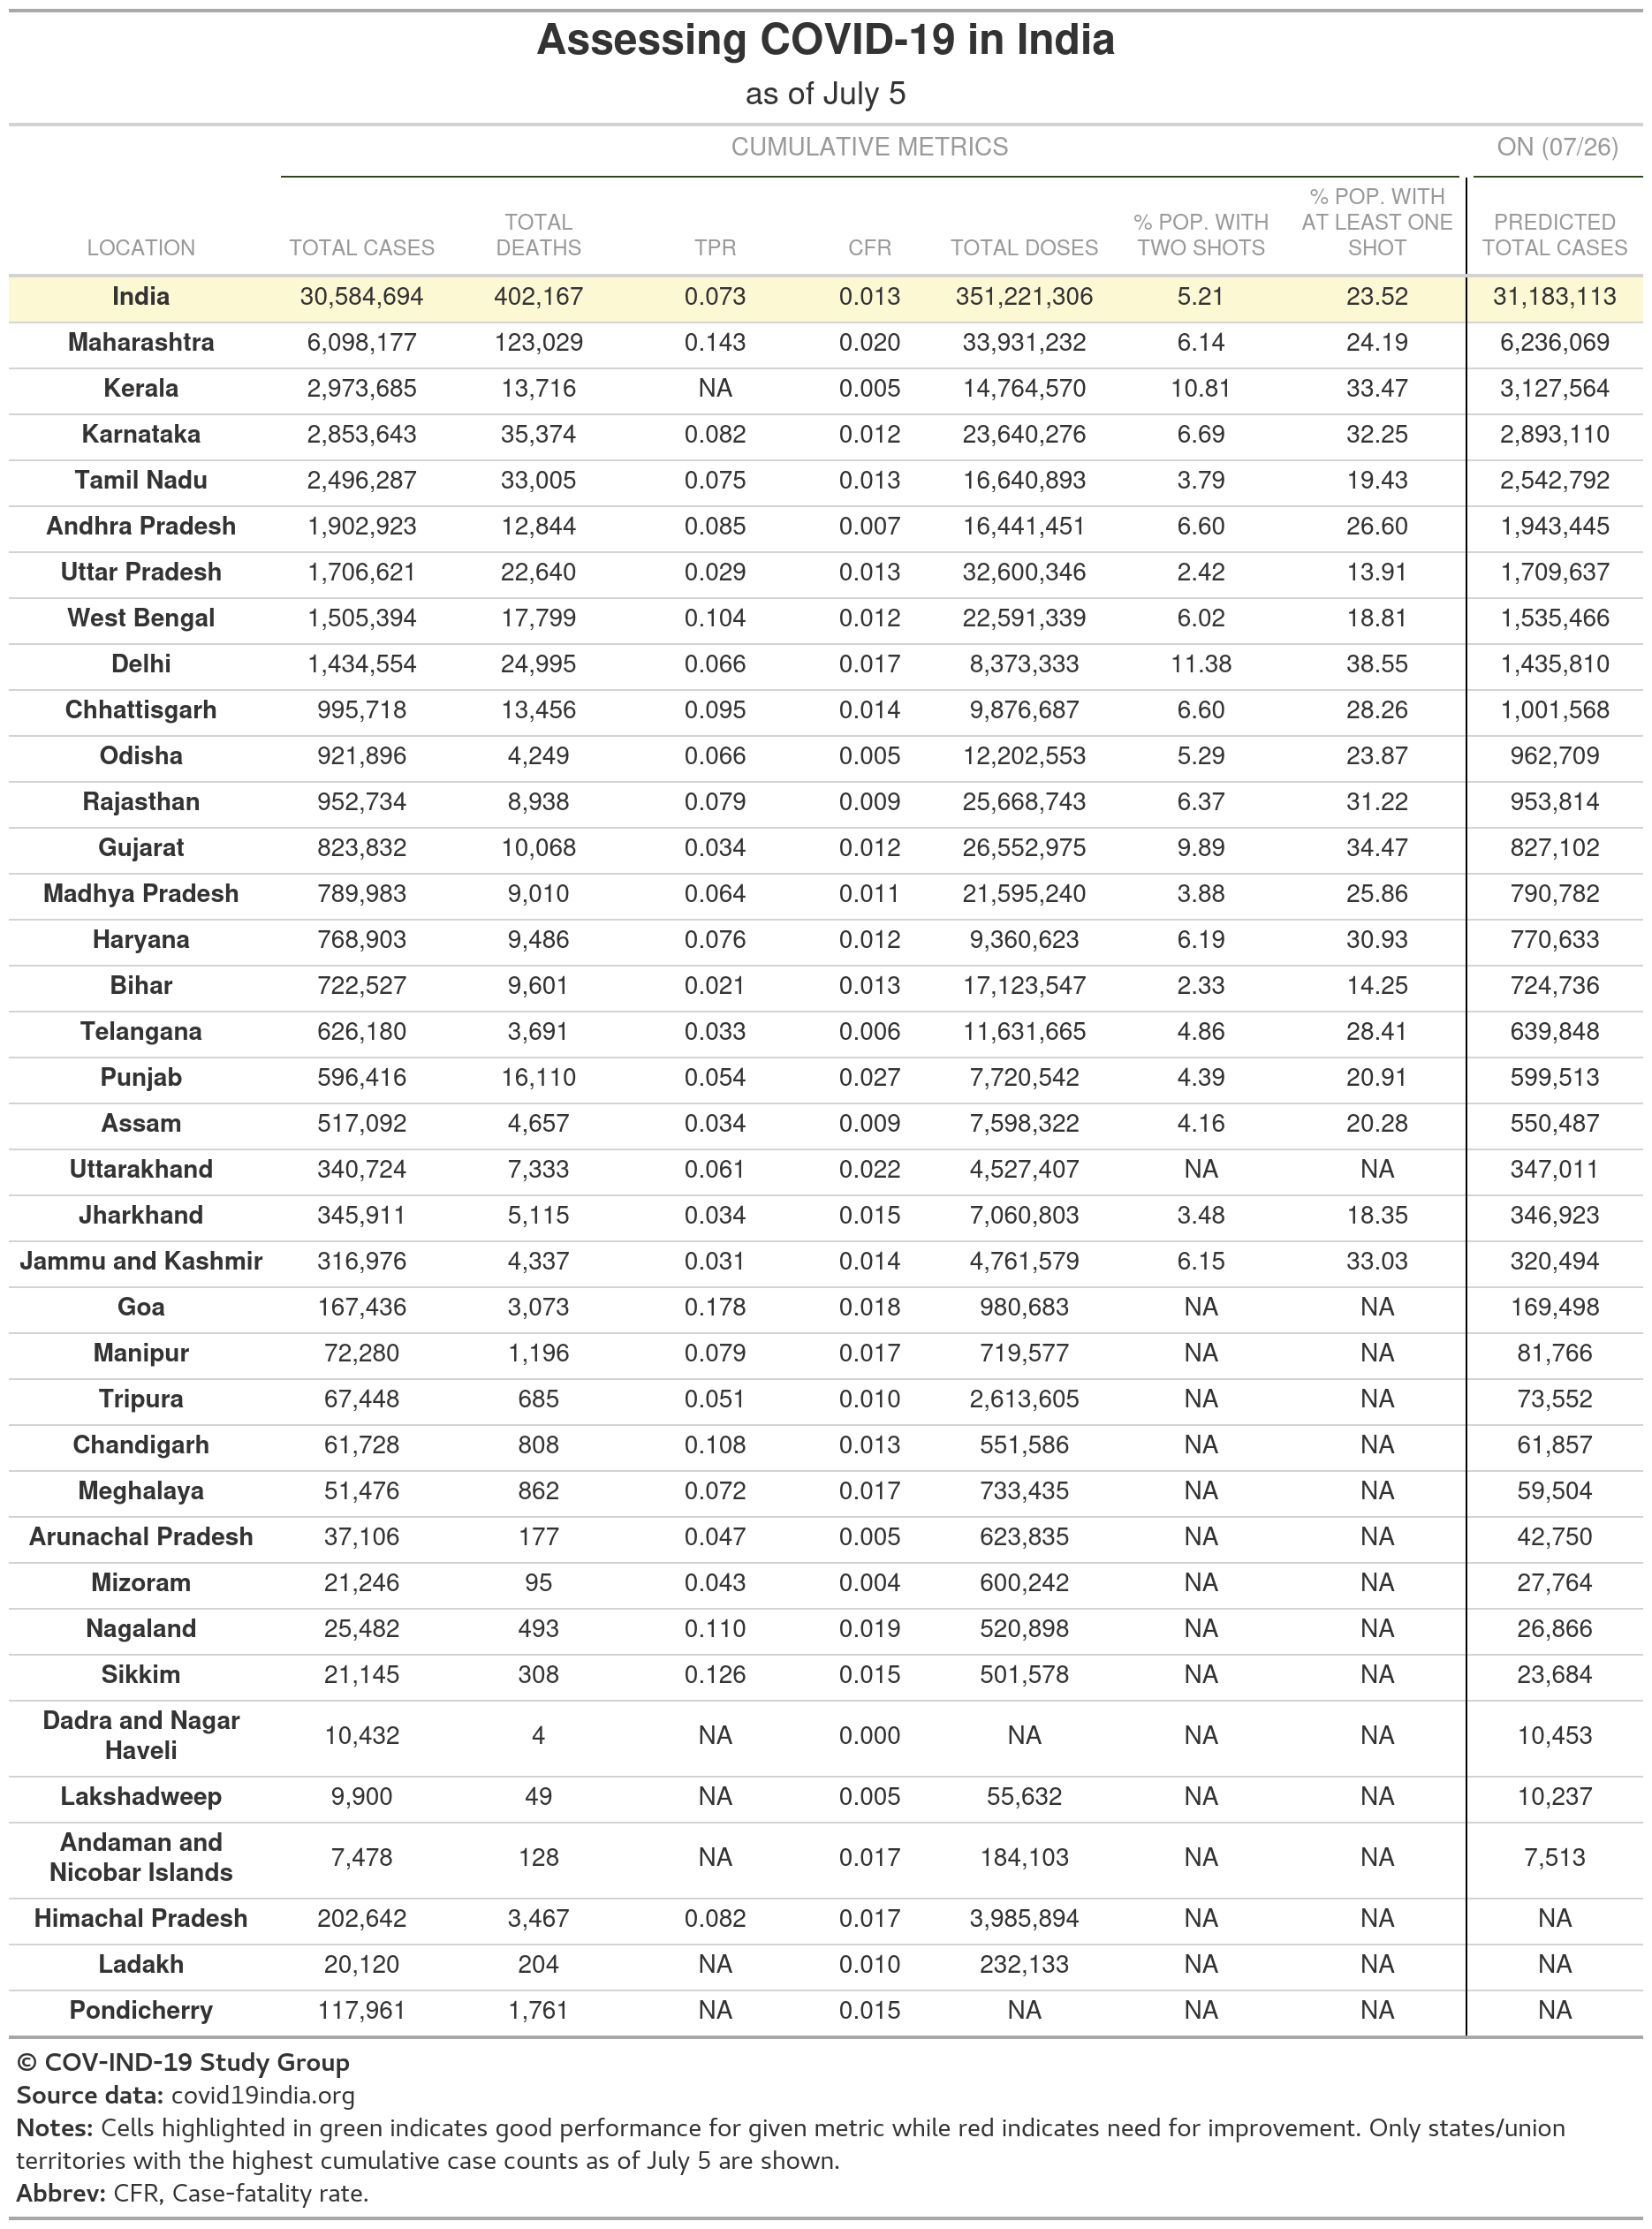 Assessing COVID-19 in India
as of July 5
CUMULATIVE METRICS ON (07/26)
LOCATION TOTAL CASES TOTAL DEATHS TPR CFR TOTAL DOSES % POP. WITH TWO SHOTS % POP. WITH AT LEAST ONE SHOT PREDICTED TOTAL CASES
India 30,584,694 402,167 0.073 0.013 351,221,306 5.21 23.52 31,183,113
Maharashtra 6,098,177 123,029 0.143 0.020 33,931,232 6.14 24.19 6,236,069
Kerala 2,973,685 13,716 NA 0.005 14,764,570 10.81 33.47 3,127,564
Karnataka 2,853,643 35,374 0.082 0.012 23,640,276 6.69 32.25 2,893,110
Tamil Nadu 2,496,287 33,005 0.075 0.013 16,640,893 3.79 19.43 2,542,792
Andhra Pradesh 1,902,923 12,844 0.085 0.007 16,441,451 6.60 26.60 1,943,445
Uttar Pradesh 1,706,621 22,640 0.029 0.013 32,600,346 2.42 13.91 1,709,637
West Bengal 1,505,394 17,799 0.104 0.012 22,591,339 6.02 18.81 1,535,466
Delhi 1,434,554 24,995 0.066 0.017 8,373,333 11.38 38.55 1,435,810
Chhattisgarh 995,718 13,456 0.095 0.014 9,876,687 6.60 28.26 1,001,568
Odisha 921,896 4,249 0.066 0.005 12,202,553 5.29 23.87 962,709
Rajasthan 952,734 8,938 0.079 0.009 25,668,743 6.37 31.22 953,814
Gujarat 823,832 10,068 0.034 0.012 26,552,975 9.89 34.47 827,102
Madhya Pradesh 789,983 9,010 0.064 0.011 21,595,240 3.88 25.86 790,782
Haryana 768,903 9,486 0.076 0.012 9,360,623 6.19 30.93 770,633
Bihar 722,527 9,601 0.021 0.013 17,123,547 2.33 14.25 724,736
Telangana 626,180 3,691 0.033 0.006 11,631,665 4.86 28.41 639,848
Punjab 596,416 16,110 0.054 0.027 7,720,542 4.39 20.91 599,513
Assam 517,092 4,657 0.034 0.009 7,598,322 4.16 20.28 550,487
Uttarakhand 340,724 7,333 0.061 0.022 4,527,407 NA NA 347,011
Jharkhand 345,911 5,115 0.034 0.015 7,060,803 3.48 18.35 346,923
Jammu and Kashmir 316,976 4,337 0.031 0.014 4,761,579 6.15 33.03 320,494
Goa 167,436 3,073 0.178 0.018 980,683 NA NA 169,498
Manipur 72,280 1,196 0.079 0.017 719,577 NA NA 81,766
Tripura 67,448 685 0.051 0.010 2,613,605 NA NA 73,552
Chandigarh 61,728 808 0.108 0.013 551,586 NA NA 61,857
Meghalaya 51,476 862 0.072 0.017 733,435 NA NA 59,504
Arunachal Pradesh 37,106 177 0.047 0.005 623,835 NA NA 42,750
Mizoram 21,246 95 0.043 0.004 600,242 NA NA 27,764
Nagaland 25,482 493 0.110 0.019 520,898 NA NA 26,866
Sikkim 21,145 308 0.126 0.015 501,578 NA NA 23,684
Dadra and Nagar Haveli 10,432 4 NA 0.000 NA NA NA 10,453
Lakshadweep 9,900 49 NA 0.005 55,632 NA NA 10,237
Andaman and Nicobar Islands 7,478 128 NA 0.017 184,103 NA NA 7,513
Himachal Pradesh 202,642 3,467 0.082 0.017 3,985,894 NA NA NA
Ladakh 20,120 204 NA 0.010 232,133 NA NA NA
Pondicherry 117,961 1,761 NA 0.015 NA NA NA NA
© COV-IND-19 Study Group
Source data: covid19india.org
Notes: Cells highlighted in green indicates good performance for given metric while red indicates need for improvement. Only states/union
territories with the highest cumulative case counts as of July 5 are shown.
Abbrev: CFR, Case-fatality rate.